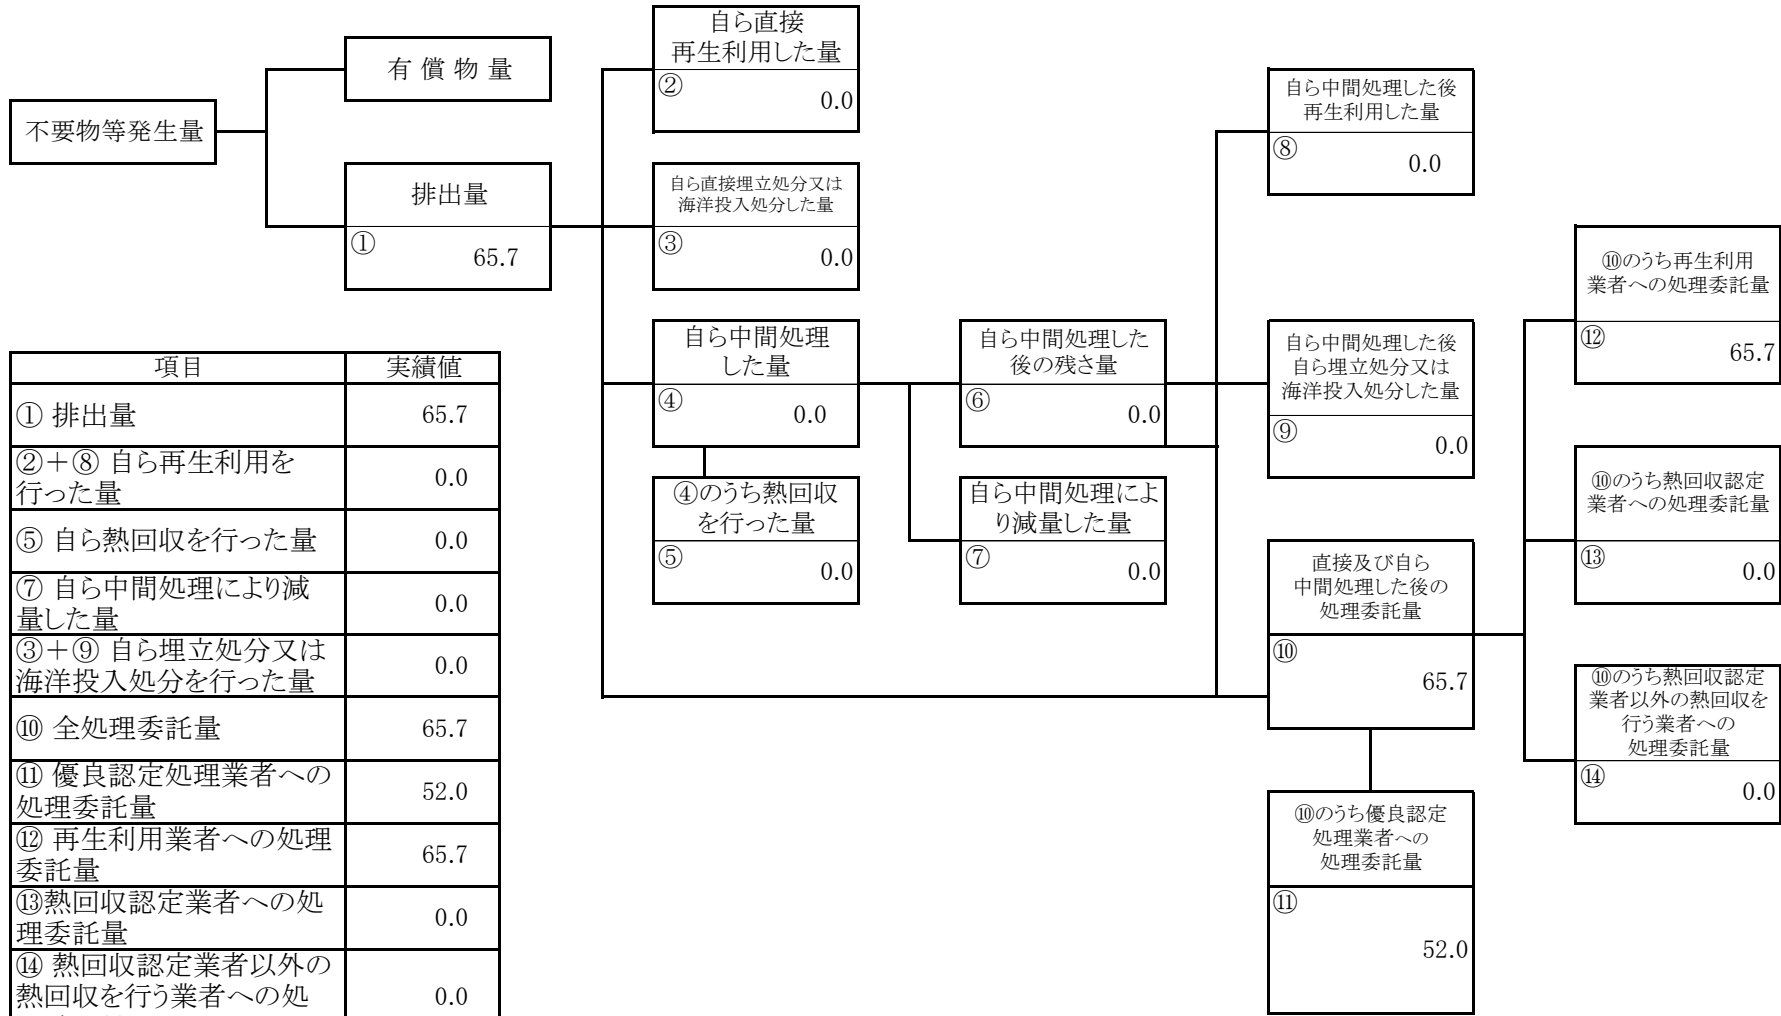 不要物等発生量
有 償 物 量
排出量
①
65.7
自ら直接
再生利用した量
②
0.0
自ら直接埋立処分又は
海洋投入処分した量
③
0.0
自ら中間処理
した量
④
0.0
④のうち熱回収
を行った量
⑤
0.0
自ら中間処理した
後の残さ量
⑥
0.0
自ら中間処理によ
り減量した量
⑦
0.0
自ら中間処理した後
再生利用した量
⑧
0.0
自ら中間処理した後
自ら埋立処分又は
海洋投入処分した量
⑨
0.0
直接及び自ら
中間処理した後の
処理委託量
⑩
65.7
⑩のうち優良認定
処理業者への
処理委託量
⑪
52.0
⑩のうち再生利用
業者への処理委託量
⑫
65.7
⑩のうち熱回収認定
業者への処理委託量
⑬
0.0
⑩のうち熱回収認定
業者以外の熱回収を
行う業者への
処理委託量
⑭
0.0
項目 実績値
① 排出量 65.7
②+⑧ 自ら再生利用を
行った量 0.0
⑤ 自ら熱回収を行った量 0.0
⑦ 自ら中間処理により減
量した量 0.0
③+⑨ 自ら埋立処分又は
海洋投入処分を行った量 0.0
⑩ 全処理委託量 65.7
⑪ 優良認定処理業者への
処理委託量 52.0
⑫ 再生利用業者への処理
委託量 65.7
⑬熱回収認定業者への処
理委託量 0.0
⑭ 熱回収認定業者以外の
熱回収を行う業者への処 0.0